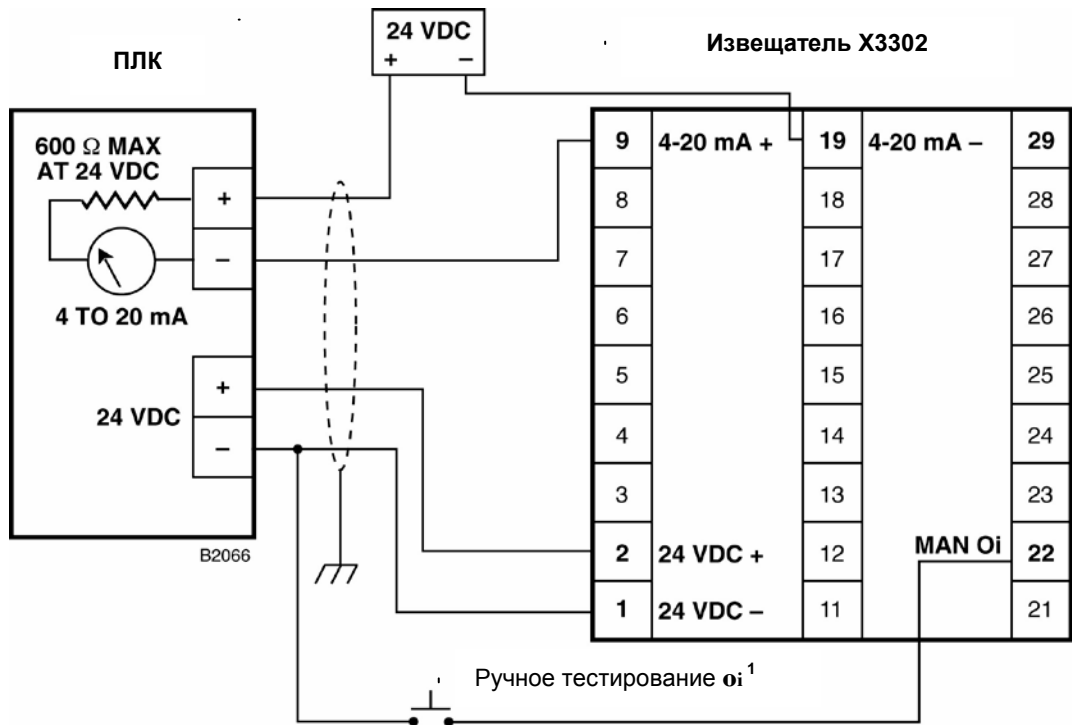 24 VDC
+ –
ПЛК
Извещатель X3302
600 Ω MAX
AT 24 VDC
+
–
4 TO 20 mA
+
24 VDC
–
B2066
9 4-20 mA + 19 4-20 mA – 29
8 18 28
7 17 27
6 16 26
5 15 25
4 14 24
3 13 23
2 24 VDC + 12 MAN Oi 22
1 24 VDC – 11 21
Ручное тестирование oi 1